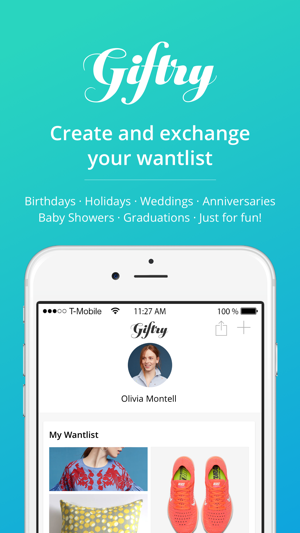 Giftry
Create and exchange
your wantlist
Birthdays · Holidays · Weddings · Anniversaries
Baby Showers · Graduations · Just for fun!
T-Mobile 11:27 AM 100 %
Giftry
Olivia Montell
My Wantlist